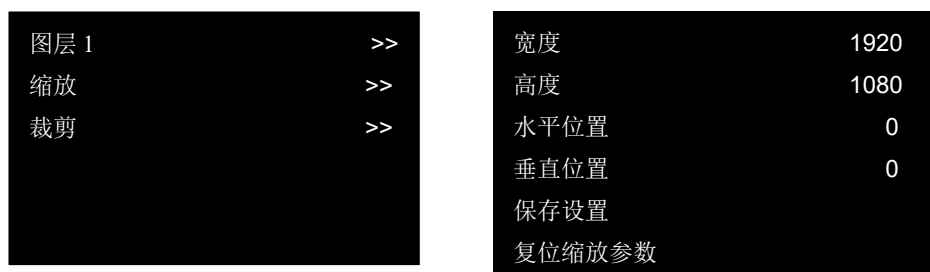 图层 1 >>
缩放 >>
裁剪 >>
宽度 1920
高度 1080
水平位置 0
垂直位置 0
保存设置
复位缩放参数